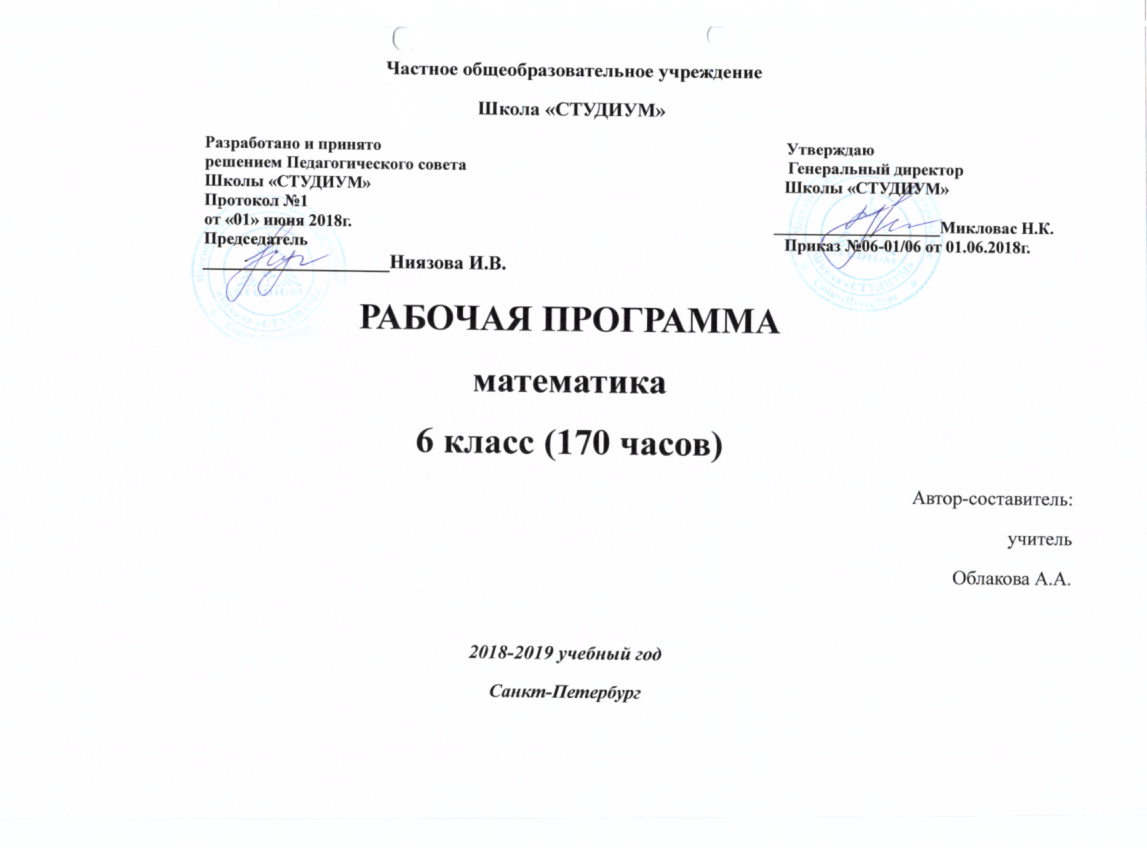 Частное общеобразовательное учреждение
Школа «СТУДИУМ»
Разработано и принято
решением Педагогического совета
Школы «СТУДИУМ»
Протокол №1
от «01» июня 2018г.
Председатель
Ниязова И.В.
Утверждаю
Генеральный директор
Школы «СТУДИУМ»
Микловас Н.К.
Приказ №06-01/06 от 01.06.2018г.
РАБОЧАЯ ПРОГРАММА
математика
6 класс (170 часов)
Автор-составитель:
учитель
Облакова А.А.
2018-2019 учебный год
Санкт-Петербург